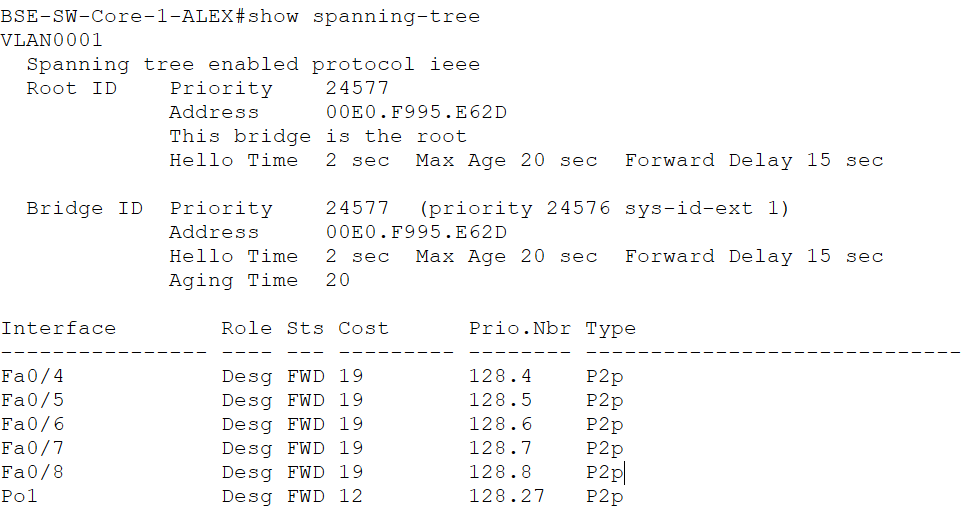 BSE-SW-Core-1-ALEX#show spanning-tree
VLAN0001
  Spanning tree enabled protocol ieee
  Root ID    Priority    24577
             Address     00E0.F995.E62D
             This bridge is the root
             Hello Time  2 sec  Max Age 20 sec  Forward Delay 15 sec

  Bridge ID  Priority    24577  (priority 24576 sys-id-ext 1)
             Address     00E0.F995.E62D
             Hello Time  2 sec  Max Age 20 sec  Forward Delay 15 sec
             Aging Time  20

Interface        Role Sts Cost      Prio.Nbr Type
---------------- ---- --- --------- -------- -----------------------------
Fa0/4            Desg FWD 19        128.4    P2p
Fa0/5            Desg FWD 19        128.5    P2p
Fa0/6            Desg FWD 19        128.6    P2p
Fa0/7            Desg FWD 19        128.7    P2p
Fa0/8            Desg FWD 19        128.8    P2p
Po1              Desg FWD 12        128.27   P2p